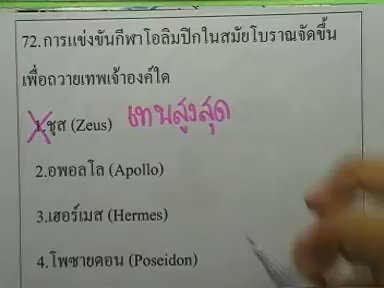 72.การแข่งขันกีฬาโอลิมปิกในสมัยโบราณจัดขึ้น
เพื่อถวายเทพเจ้าองค์ใด
1.ซุส (Zeus) เทพสูงสุด
2.อพอลโล (Apollo)
3.เฮอร์เมส (Hermes)
4.โพซายดอน (Poseidon)